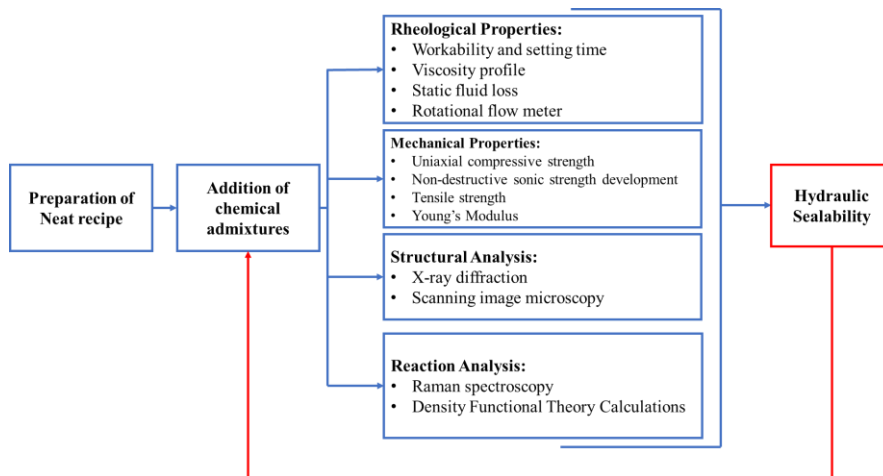 Preparation of
Neat recipe
Addition of
chemical
admixtures
Rheological Properties:
• Workability and setting time
• Viscosity profile
• Static fluid loss
• Rotational flow meter
Mechanical Properties:
• Uniaxial compressive strength
• Non-destructive sonic strength development
• Tensile strength
• Young's Modulus
Structural Analysis:
• X-ray diffraction
• Scanning image microscopy
Reaction Analysis:
• Raman spectroscopy
• Density Functional Theory Calculations
Hydraulic
Sealability